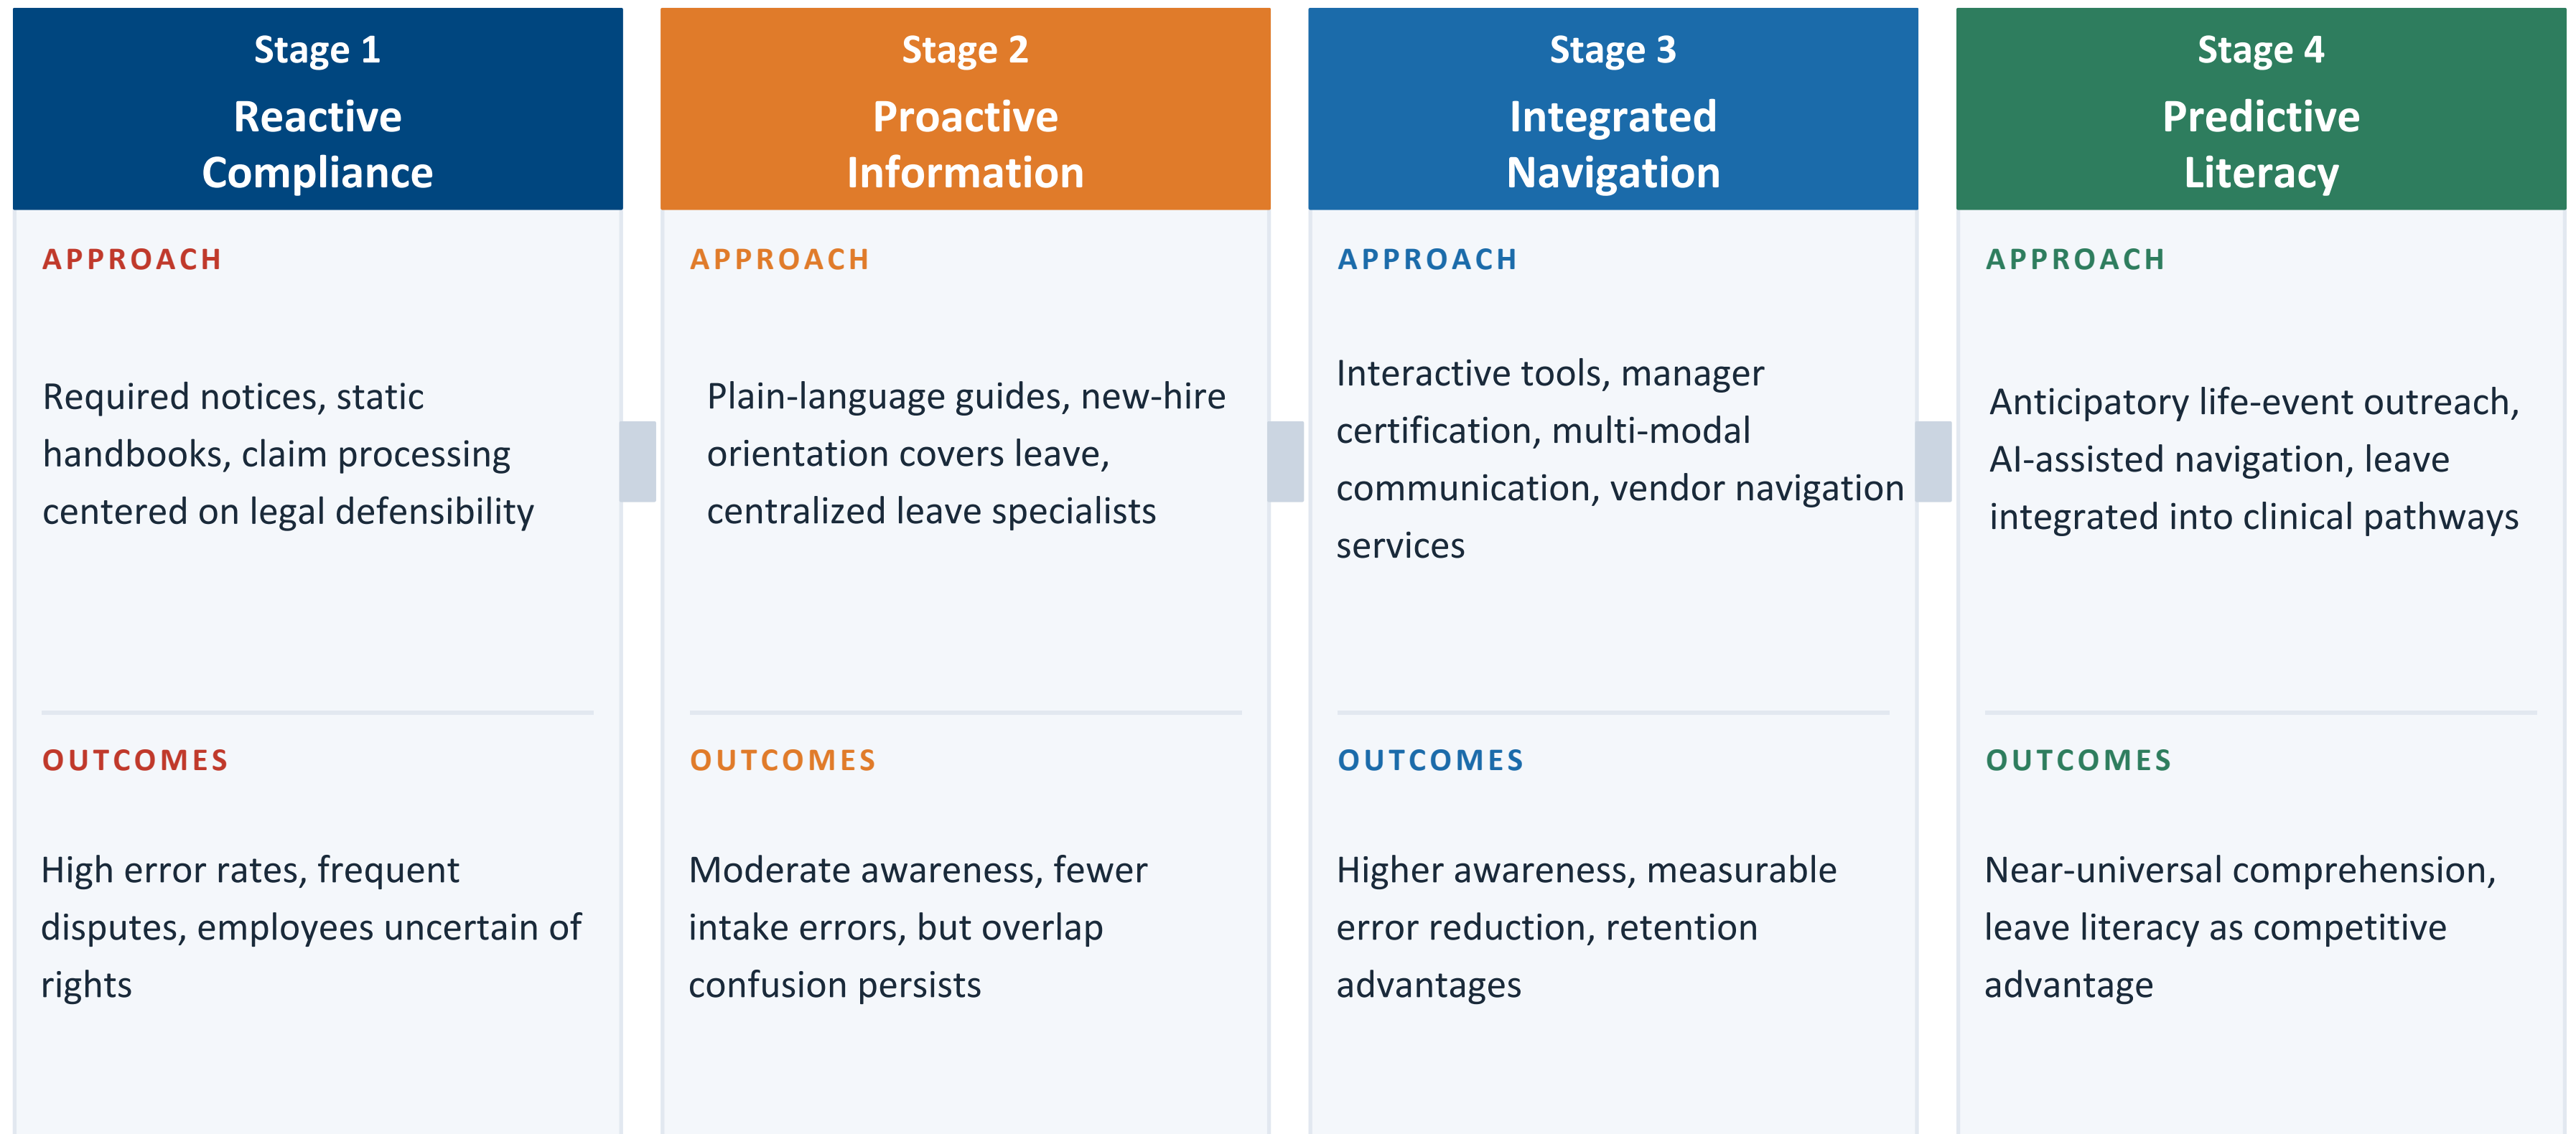 Stage 1
Reactive
Compliance
APPROACH
Required notices, static
handbooks, claim processing
centered on legal defensibility
OUTCOMES
High error rates, frequent
disputes, employees uncertain of
rights
Stage 2
Proactive
Information
APPROACH
Plain-language guides, new-hire
orientation covers leave,
centralized leave specialists
OUTCOMES
Moderate awareness, fewer
intake errors, but overlap
confusion persists
Stage 3
Integrated
Navigation
APPROACH
Interactive tools, manager
certification, multi-modal
communication, vendor navigation
services
OUTCOMES
Higher awareness, measurable
error reduction, retention
advantages
Stage 4
Predictive
Literacy
APPROACH
Anticipatory life-event outreach,
AI-assisted navigation, leave
integrated into clinical pathways
OUTCOMES
Near-universal comprehension,
leave literacy as competitive
advantage